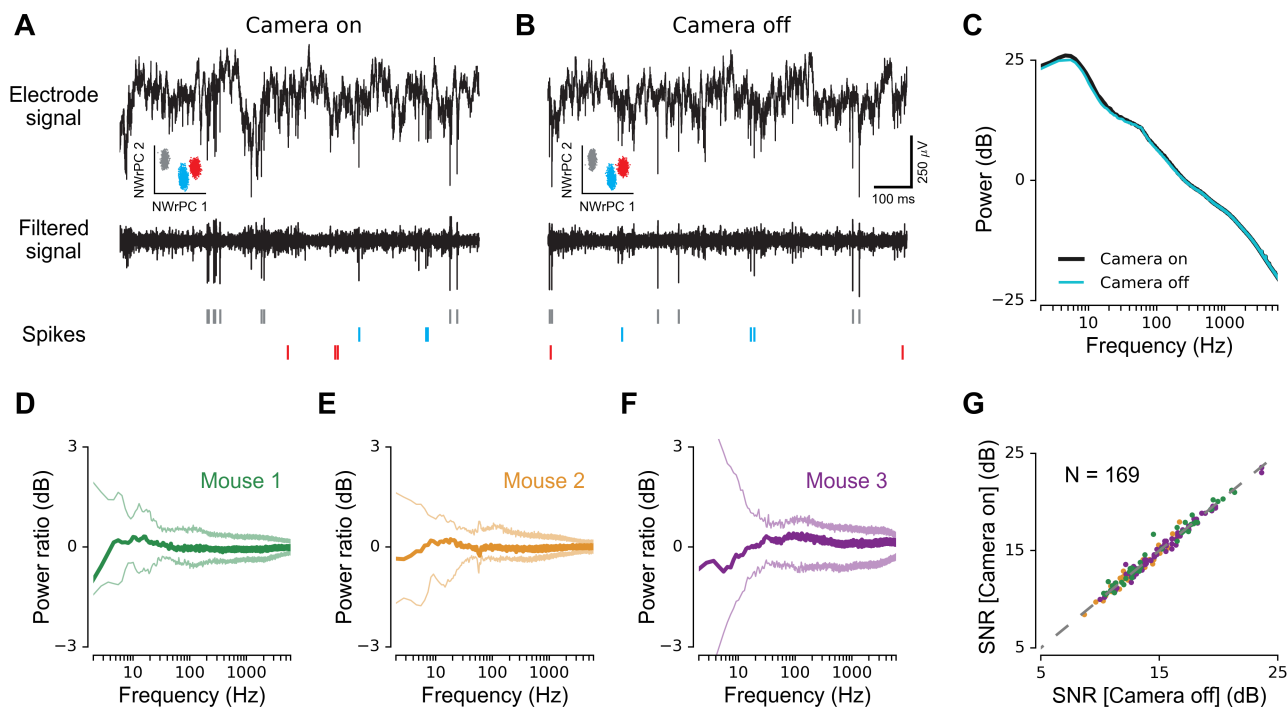 A
Camera on
B
Camera off
C
Electrode
signal
NWrPC 2
NWrPC 1
NWrPC 2
NWrPC 1
250 μV
100 ms
Filtered
signal
Spikes
25
0
−25
Power (dB)
Camera on
Camera off
10 100 1000
Frequency (Hz)
D
3
0
−3
Power ratio (dB)
Mouse 1
10 100 1000
Frequency (Hz)
E
3
0
−3
Power ratio (dB)
Mouse 2
10 100 1000
Frequency (Hz)
F
3
0
−3
Power ratio (dB)
Mouse 3
10 100 1000
Frequency (Hz)
G
25
15
5
SNR [Camera on] (dB)
N = 169
5 15 25
SNR [Camera off] (dB)